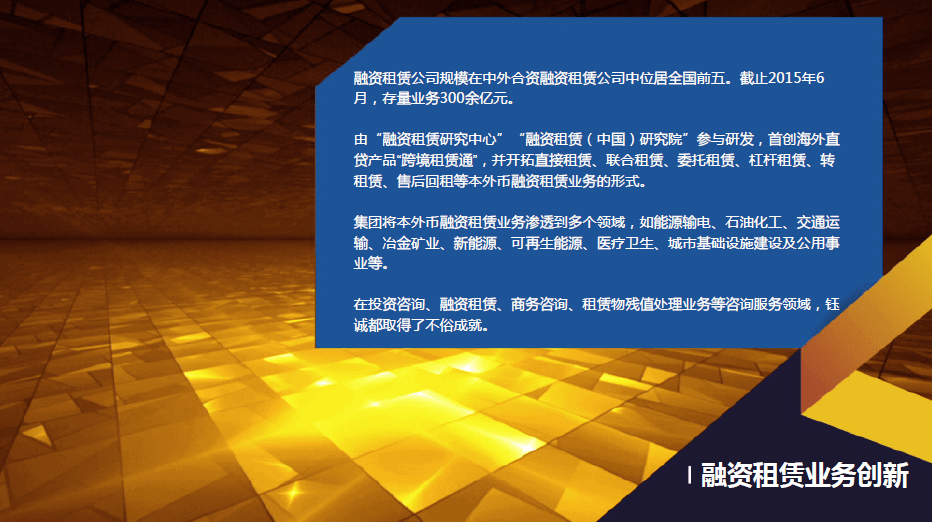 融资租赁公司规模在中外合资融资租赁公司中位居全国前五。截止2015年6
月，存量业务300余亿元。
由“融资租赁研究中心”“融资租赁（中国）研究院”参与研发，首创海外直
贷产品“跨境租赁通”，并开拓直接租赁、联合租赁、委托租赁、杠杆租赁、转
租赁、售后回租等本外币融资租赁业务的形式。
集团将本外币融资租赁业务渗透到多个领域，如能源输电、石油化工、交通运
输、冶金矿业、新能源、可再生能源、医疗卫生、城市基础设施建设及公用事
业等。
在投资咨询、融资租赁、商务咨询、租赁物残值处理业务等咨询服务领域，钰
诚都取得了不俗成就。
| 融资租赁业务创新